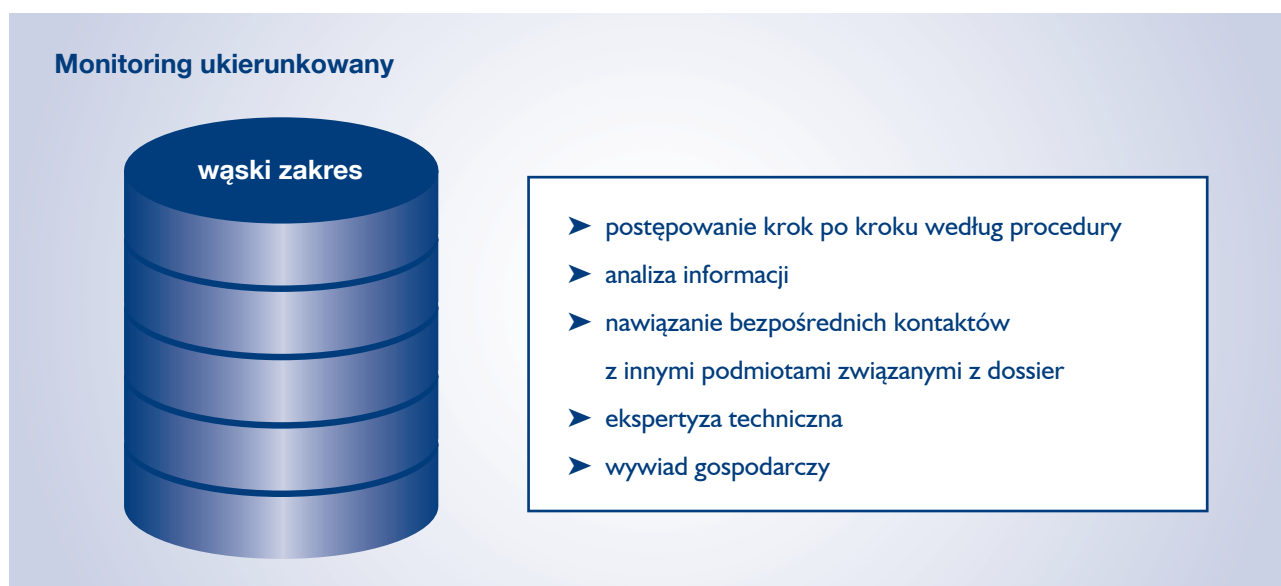 Monitoring ukierunkowany
wąski zakres
➤ postępowanie krok po kroku według procedury
➤ analiza informacji
➤ nawiązanie bezpośrednich kontaktów
z innymi podmiotami związanymi z dossier
➤ ekspertyza techniczna
➤ wywiad gospodarczy